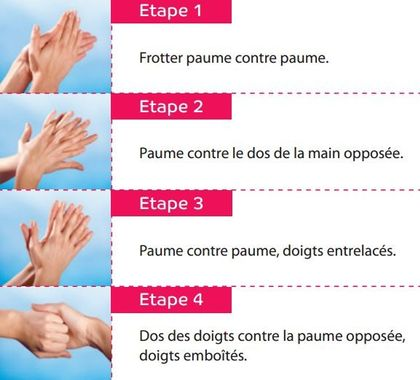 Etape 1
Frotter paume contre paume.
Etape 2
Paume contre le dos de la main opposée.
Etape 3
Paume contre paume, doigts entrelacés.
Etape 4
Dos des doigts contre la paume opposée,
doigts emboîtés.